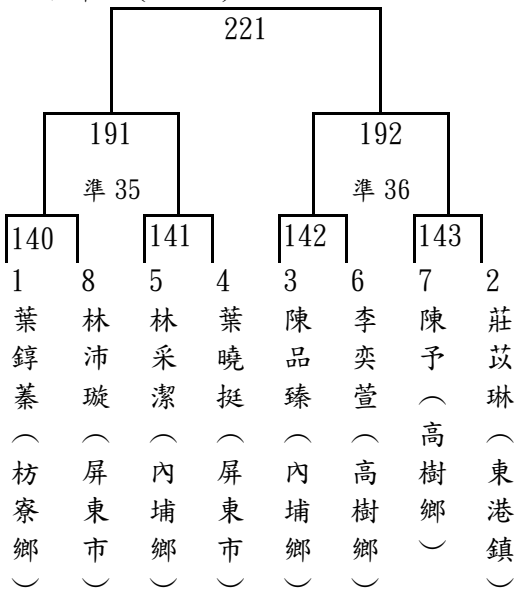 221
191
192
準 35
準 36
140
141
142
143
1 葉錞蓁（枋寮鄉）
8 林沛璇（屏東市）
5 林采潔（內埔鄉）
4 葉曉挺（屏東市）
3 陳品臻（內埔鄉）
6 李奕萱（高樹鄉）
7 陳予（高樹鄉）
2 莊苡琳（東港鎮）